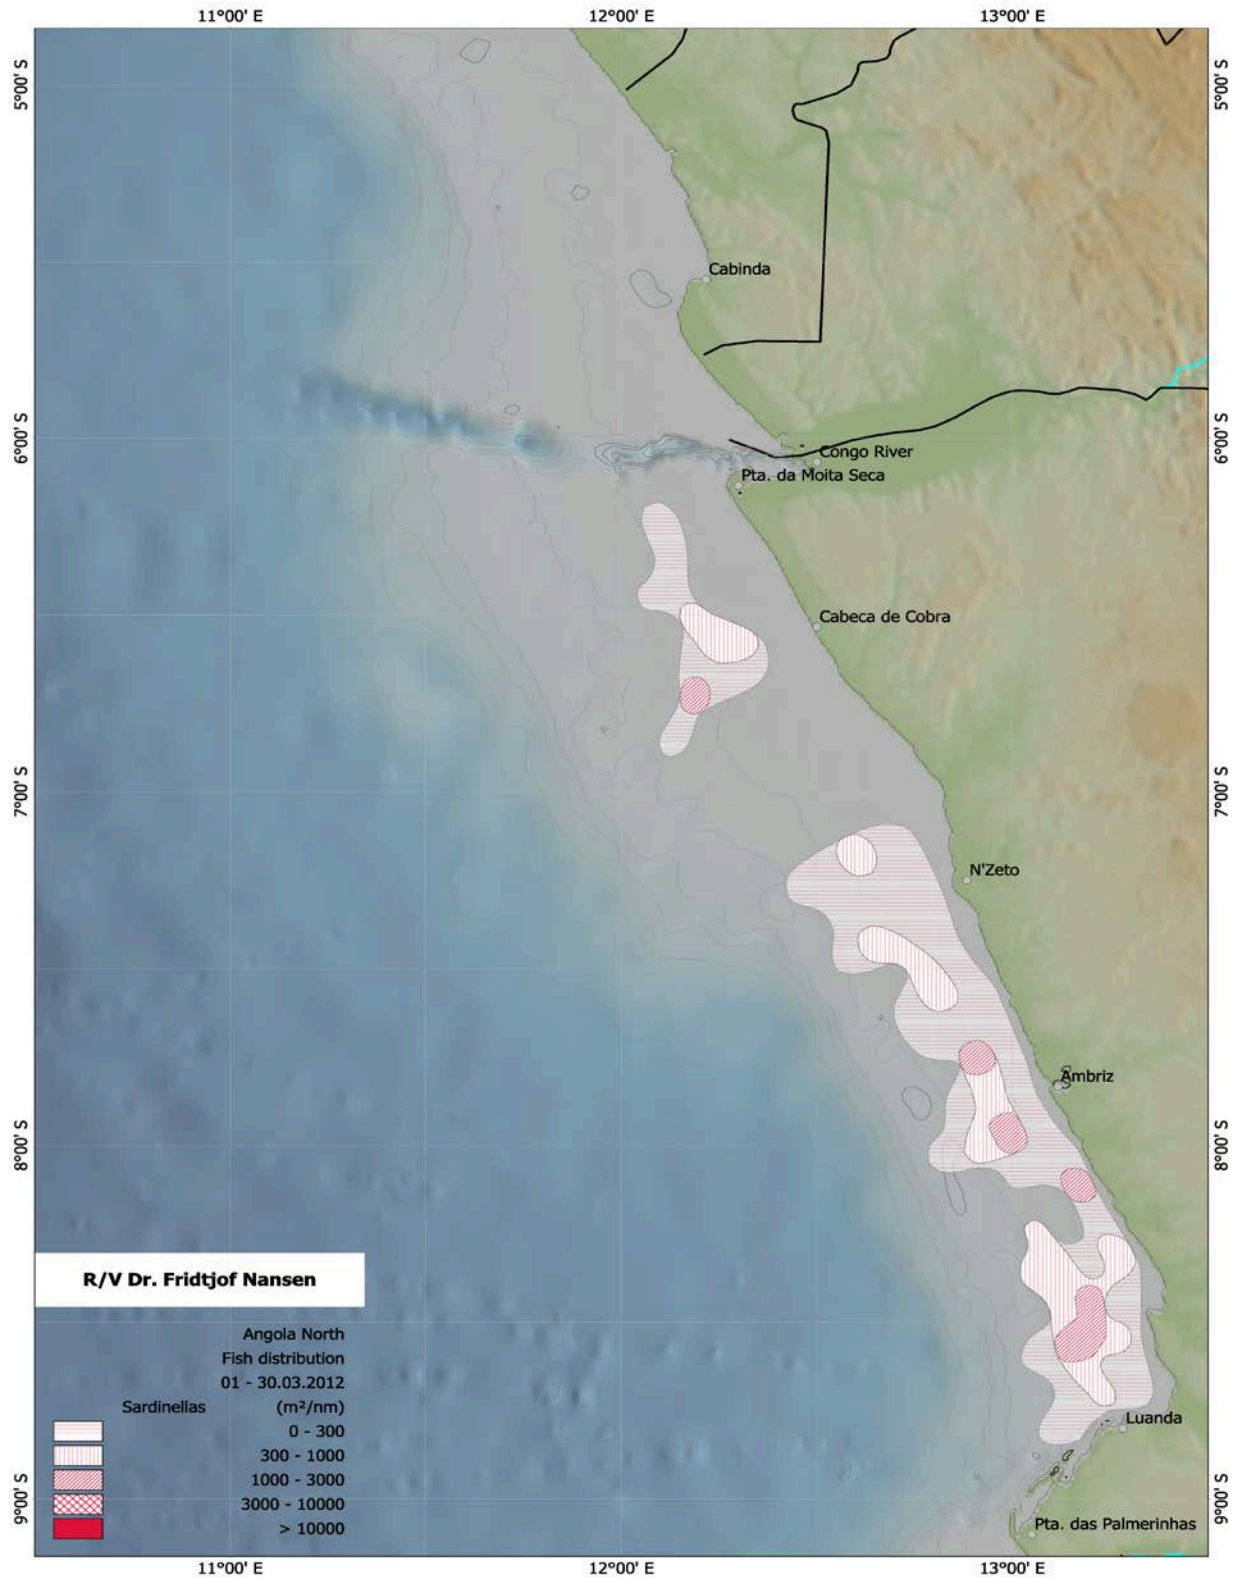 11°00' E 12°00' E 13°00' E
5°00' S 5°00' S
Cabinda
6°00' S 6°00' S
Congo River
Pta. da Moita Seca
Cabeca de Cobra
7°00' S 7°00' S
N'Zeto
Ambriz
8°00' S 8°00' S
R/V Dr. Fridtjof Nansen
Angola North
Fish distribution
01 - 30.03.2012
Sardinellas (m²/nm)
0 - 300
300 - 1000
1000 - 3000
3000 - 10000
> 10000
Luanda
9°00' S 9°00' S
Pta. das Palmerinhas
11°00' E 12°00' E 13°00' E